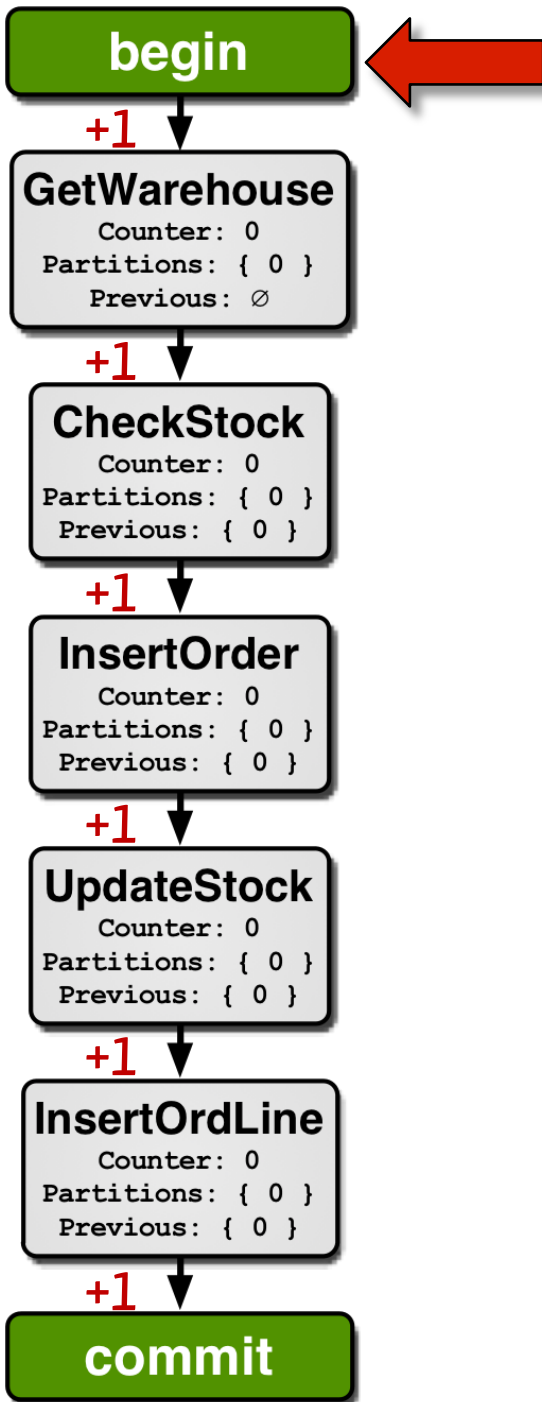 begin
+1
GetWarehouse
Counter: 0
Partitions: { 0 }
Previous: ∅
+1
CheckStock
Counter: 0
Partitions: { 0 }
Previous: { 0 }
+1
InsertOrder
Counter: 0
Partitions: { 0 }
Previous: { 0 }
+1
UpdateStock
Counter: 0
Partitions: { 0 }
Previous: { 0 }
+1
InsertOrdLine
Counter: 0
Partitions: { 0 }
Previous: { 0 }
+1
commit